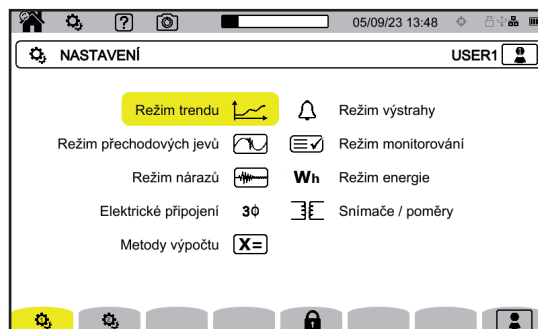 05/09/23 13:48
NASTAVENÍ USER1
Režim trendu
Režim výstrahy
Režim přechodových jevů
Režim monitorování
Režim nárazů
Wh Režim energie
Elektrické připojení 3ϕ
Snímače / poměry
Metody výpočtu X=